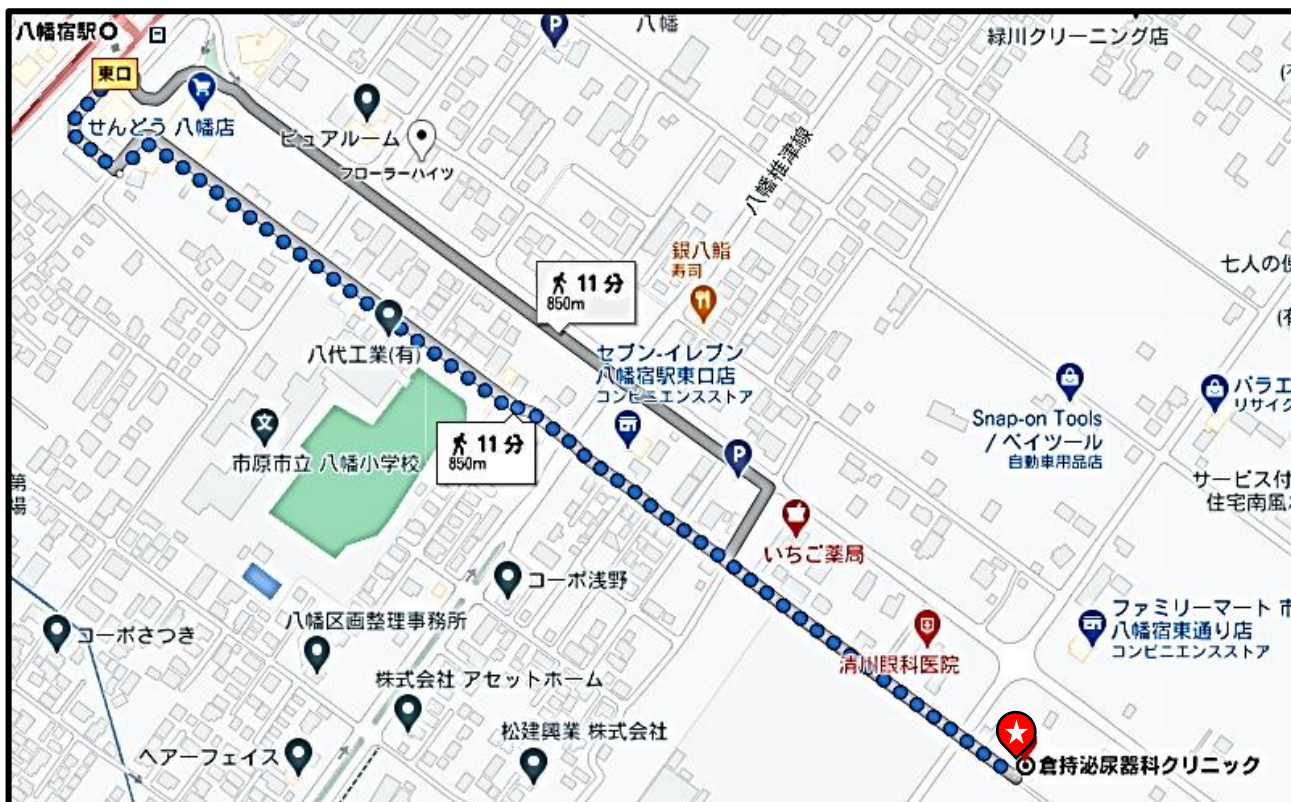 八幡宿駅
東口
せんどう 八幡店
ピュアルーム
フローラーハイツ
八幡
緑川クリーニング店
八幡椎津線
銀八鮨
寿司
11 分
850m
セブン-イレブン
八幡宿駅東口店
コンビニエンスストア
七人の
八代工業(有)
11 分
850m
市原市立 八幡小学校
Snap-on Tools
/ ベイツール
自動車用品店
バラエ
リサイク
サービス付
住宅南風
いちご薬局
コーポ浅野
八幡区画整理事務所
コーポさつき
清川眼科医院
ファミリーマート 市
八幡宿東通り店
コンビニエンスストア
株式会社 アセットホーム
松建興業 株式会社
ヘアーフェイス
倉持泌尿器科クリニック